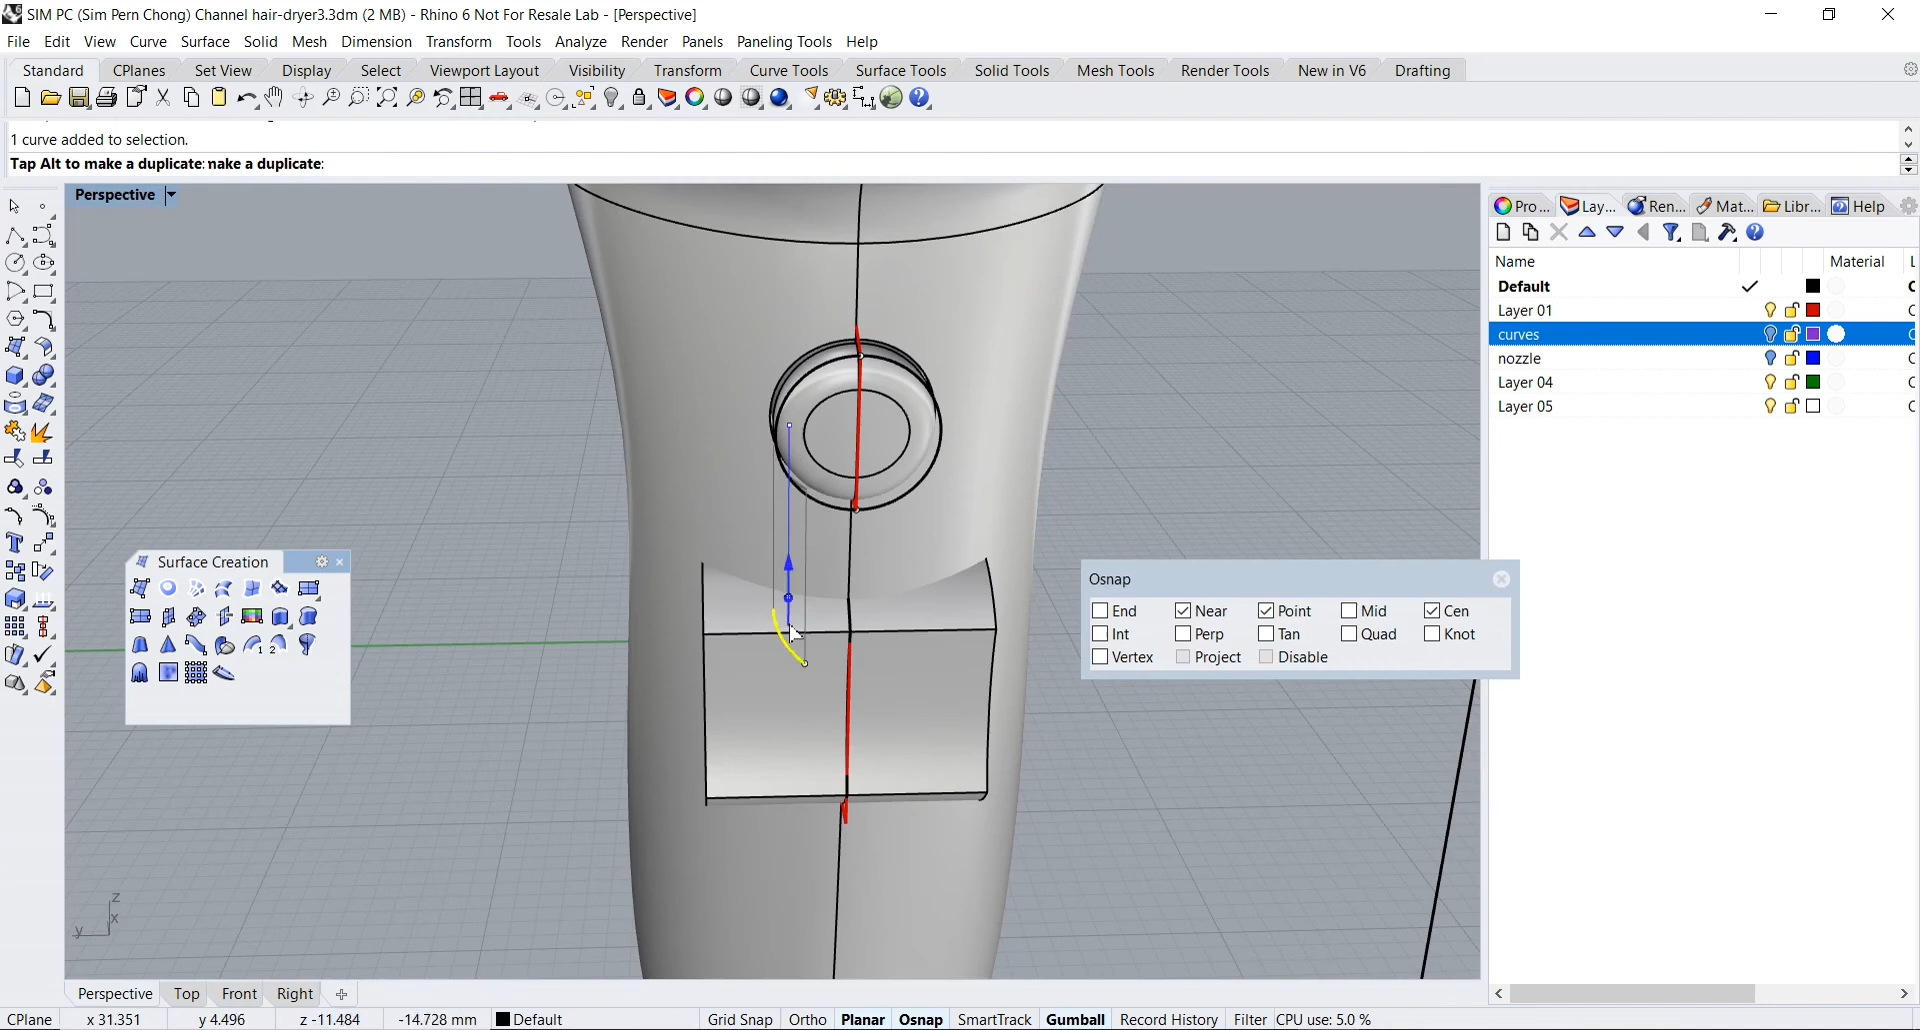 SIM PC (Sim Pern Chong) Channel hair-dryer3.3dm (2 MB) - Rhino 6 Not For Resale Lab - [Perspective]
File Edit View Curve Surface Solid Mesh Dimension Transform Tools Analyze Render Panels Paneling Tools Help
Standard CPlanes Set View Display Select Viewport Layout Visibility Transform Curve Tools Surface Tools Solid Tools Mesh Tools Render Tools New in V6 Drafting
1 curve added to selection.
Tap Alt to make a duplicate: nake a duplicate:
Perspective
Pro... Lay... Ren... Mat... Libr... Help
Name Material L
Default
Layer 01
curves
nozzle
Layer 04
Layer 05
Surface Creation
Osnap
End Near Point Mid Cen
Int Perp Tan Quad Knot
Vertex Project Disable
z
x
y
Perspective Top Front Right
CPlane x 31.351 y 4.496 z -11.484 -14.728 mm Default Grid Snap Ortho Planar Osnap SmartTrack Gumball Record History Filter CPU use: 5.0 %